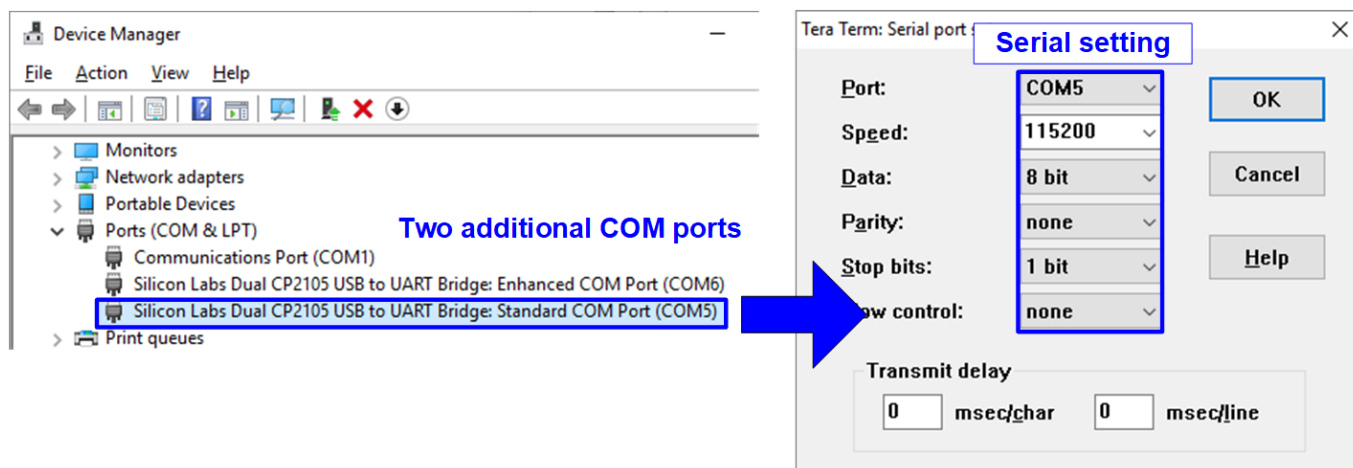 Device Manager
File Action View Help
Monitors
Network adapters
Portable Devices
Ports (COM & LPT)
Communications Port (COM1)
Silicon Labs Dual CP2105 USB to UART Bridge: Enhanced COM Port (COM6)
Silicon Labs Dual CP2105 USB to UART Bridge: Standard COM Port (COM5)
Print queues
Two additional COM ports
Tera Term: Serial port
Serial setting
Port: COM5
Speed: 115200
Data: 8 bit
Parity: none
Stop bits: 1 bit
ow control: none
OK
Cancel
Help
Transmit delay
0 msec/char 0 msec/line